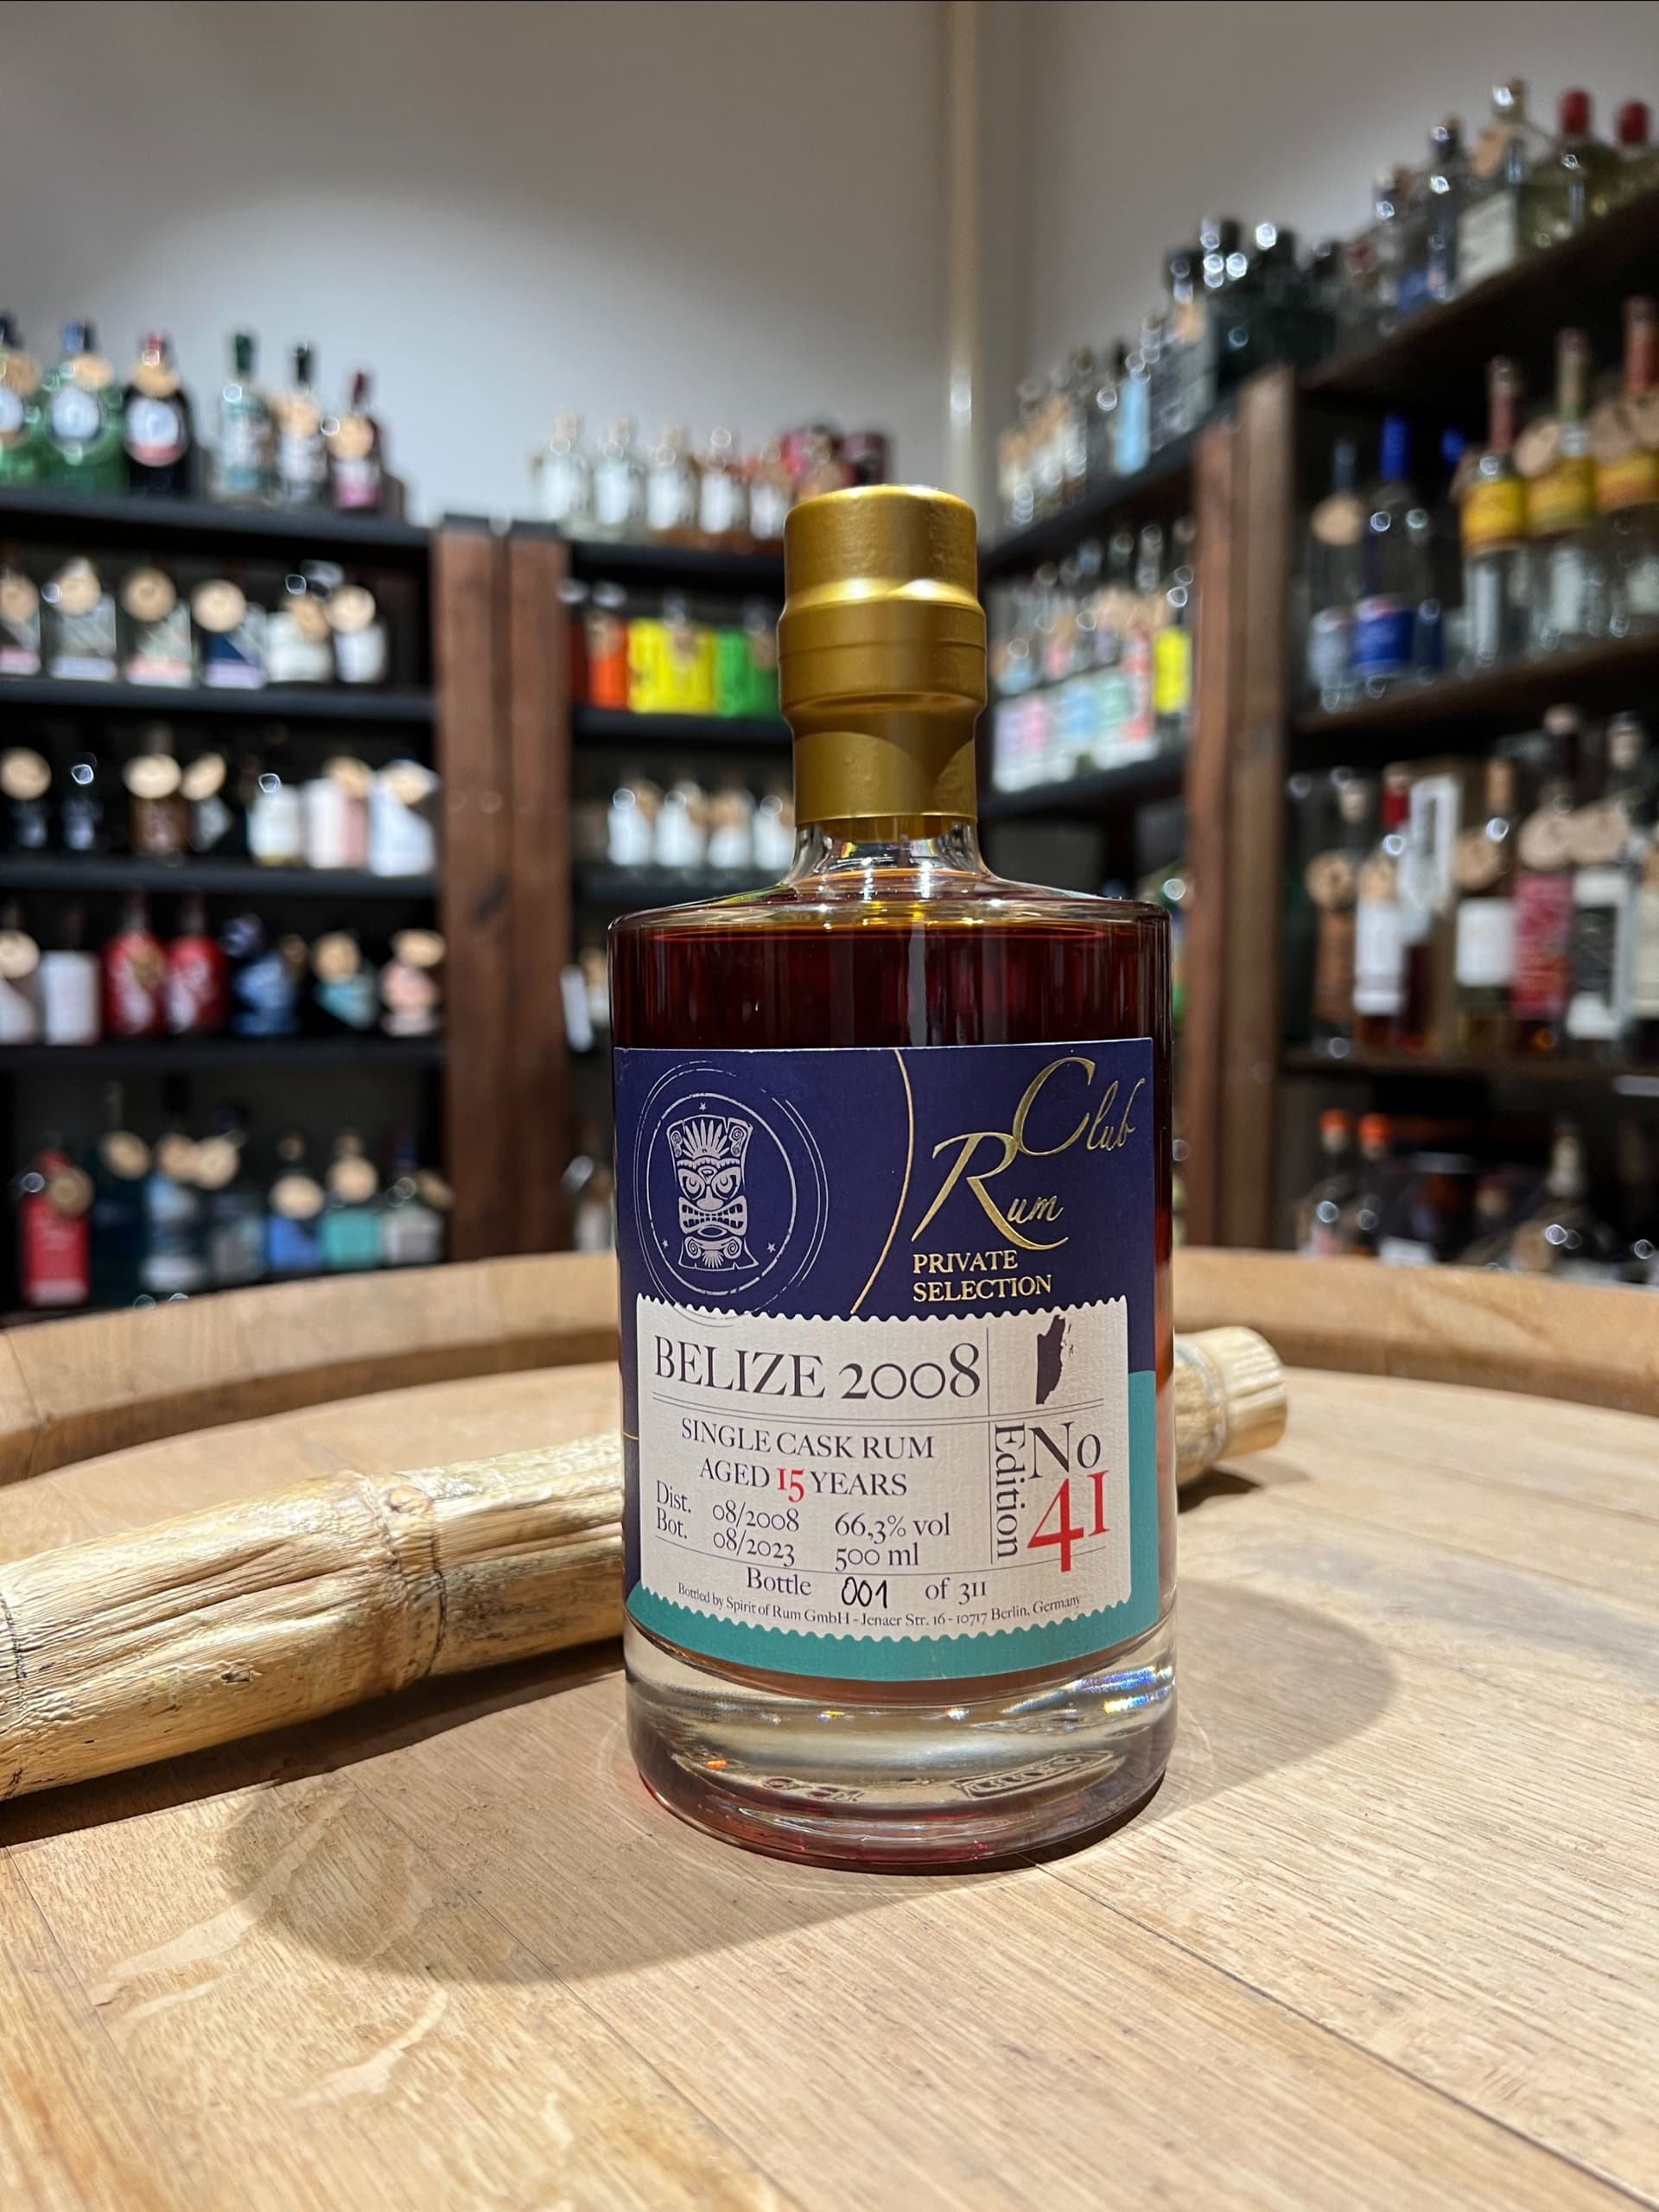 Rum Club
PRIVATE
SELECTION
BELIZE 2008
SINGLE CASK RUM
AGED 15 YEARS
Dist. 08/2008 66,3% vol
Bot. 08/2023 500 ml
Edition
No
41
Bottle 001 of 311
Bottled by Spirit of Rum GmbH - Jenaer Str. 16 - 10717 Berlin, Germany